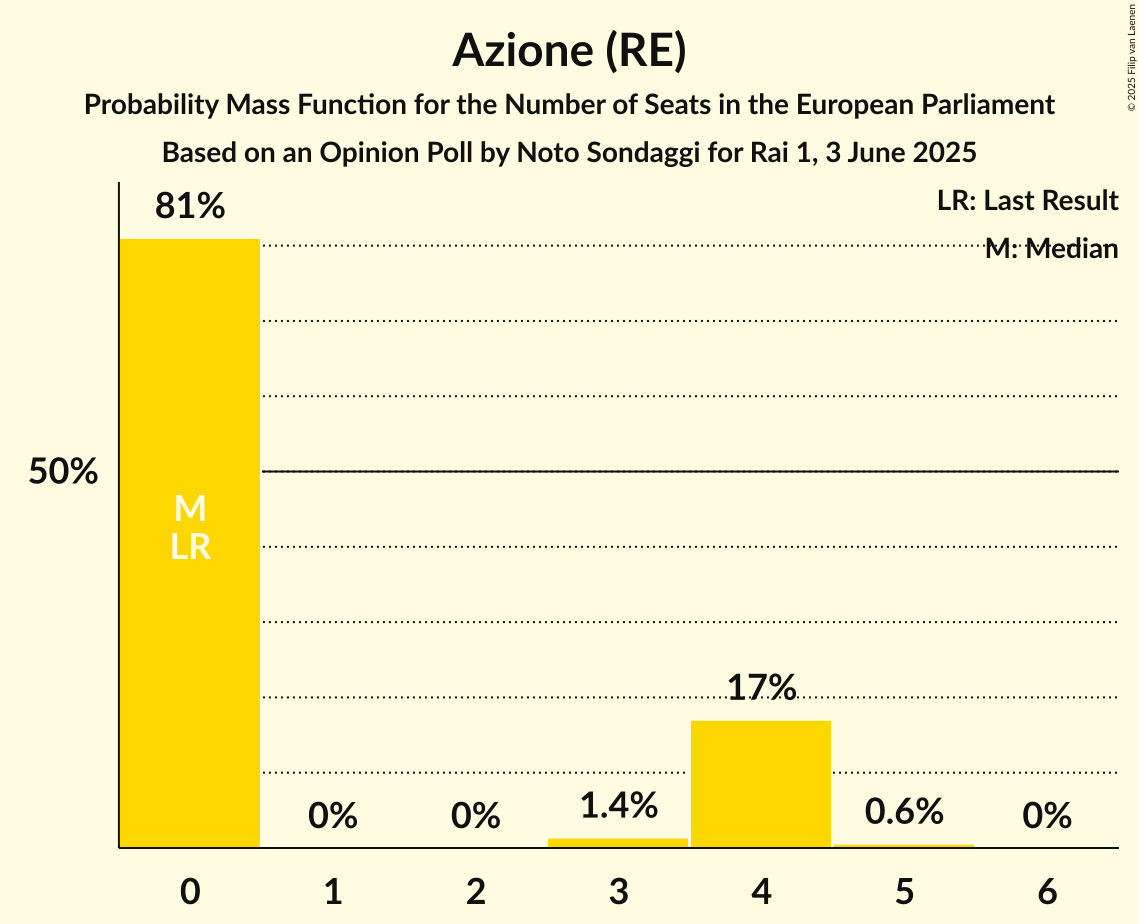 Azione (RE)
Probability Mass Function for the Number of Seats in the European Parliament
Based on an Opinion Poll by Noto Sondaggi for Rai 1, 3 June 2025
© 2025 Filip van Laenen
LR: Last Result
M: Median
81%
50%
M
LR
17%
0%
0%
1.4%
0.6%
0%
0
1
2
3
4
5
6